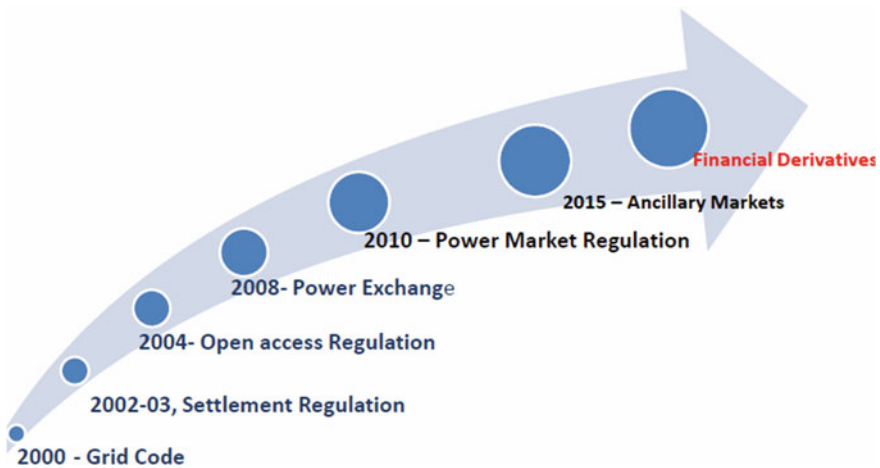 Financial Derivatives
2015 – Ancillary Markets
2010 – Power Market Regulation
2008- Power Exchange
2004- Open access Regulation
2002-03, Settlement Regulation
2000 - Grid Code